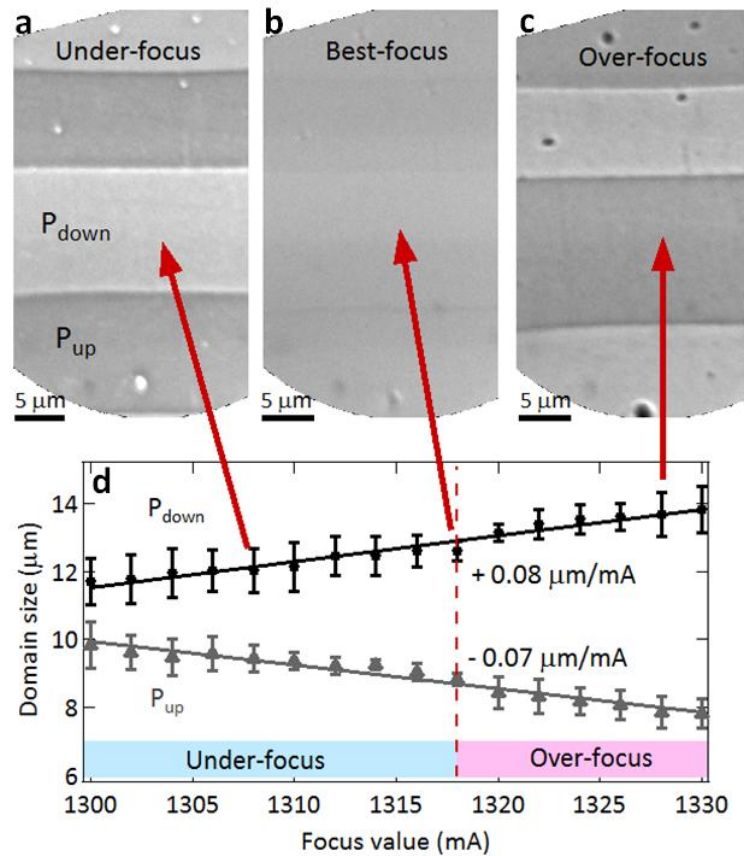 a
Under-focus
b
Best-focus
c
Over-focus
Pdown
Pup
5 μm
5 μm
5 μm
d
Pdown
+ 0.08 μm/mA
- 0.07 μm/mA
Pup
Under-focus
Over-focus
Domain size (μm)
14
12
10
8
6
1300
1305
1310
1315
1320
1325
1330
Focus value (mA)